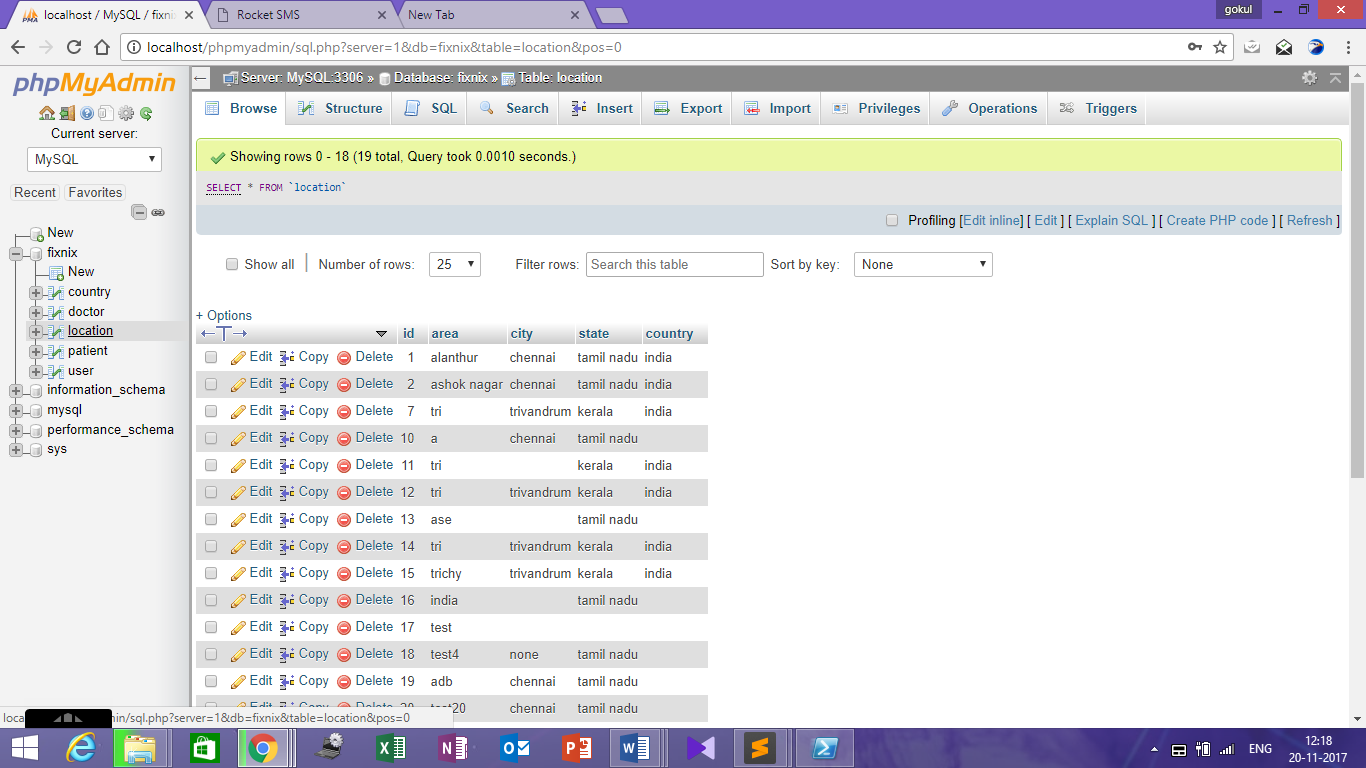 localhost / MySQL / fixni
Rocket SMS
New Tab
gokul
localhost/phpmyadmin/sql.php?server=1&db=fixnix&table=location&pos=0
phpMyAdmin
Current server:
MySQL
Recent Favorites
New
fixnix
New
country
doctor
location
patient
user
information_schema
mysql
performance_schema
sys
Server: MySQL:3306 » Database: fixnix » Table: location
Browse Structure SQL Search Insert Export Import Privileges Operations Triggers
Showing rows 0 - 18 (19 total, Query took 0.0010 seconds.)
SELECT * FROM `location`
Profiling [Edit inline] [ Edit ] [ Explain SQL ] [ Create PHP code ] [ Refresh ]
Show all Number of rows: 25 Filter rows: Search this table Sort by key: None
+ Options
id area city state country
Edit Copy Delete 1 alanthur chennai tamil nadu india
Edit Copy Delete 2 ashok nagar chennai tamil nadu india
Edit Copy Delete 7 tri trivandrum kerala india
Edit Copy Delete 10 a chennai tamil nadu
Edit Copy Delete 11 tri kerala india
Edit Copy Delete 12 tri trivandrum kerala india
Edit Copy Delete 13 ase tamil nadu
Edit Copy Delete 14 tri trivandrum kerala india
Edit Copy Delete 15 trichy trivandrum kerala india
Edit Copy Delete 16 india tamil nadu
Edit Copy Delete 17 test
Edit Copy Delete 18 test4 none tamil nadu
Edit Copy Delete 19 adb chennai tamil nadu
chennai tamil nadu
min/sql.php?server=1&db=fixnix&table=location&pos=0
ENG
12:18
20-11-2017